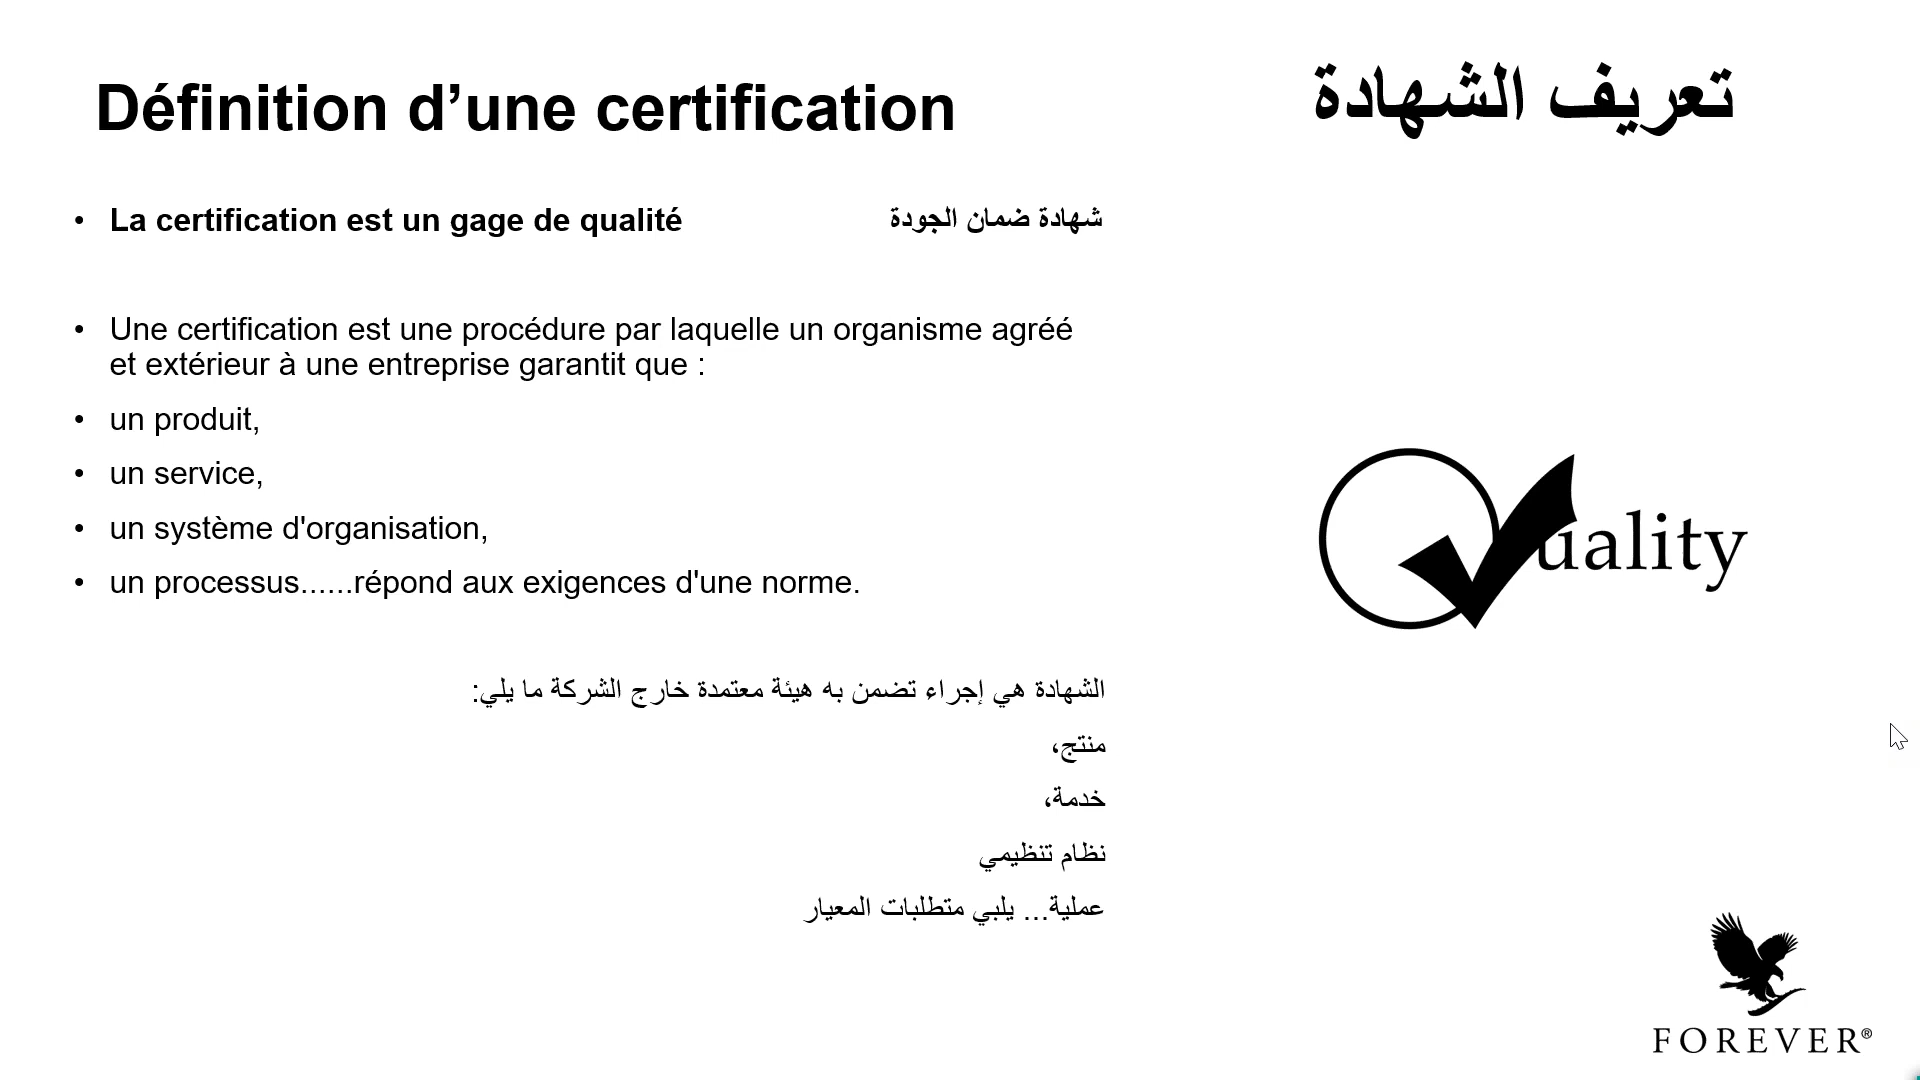 Définition d’une certification
تعريف الشهادة
• La certification est un gage de qualité
شهادة ضمان الجودة
• Une certification est une procédure par laquelle un organisme agréé
et extérieur à une entreprise garantit que :
• un produit,
• un service,
• un système d'organisation,
• un processus......répond aux exigences d'une norme.
uality
الشهادة هي إجراء تضمن به هيئة معتمدة خارج الشركة ما يلي:
منتج،
خدمة،
نظام تنظيمي
عملية... يلبي متطلبات المعيار
FOREVER®